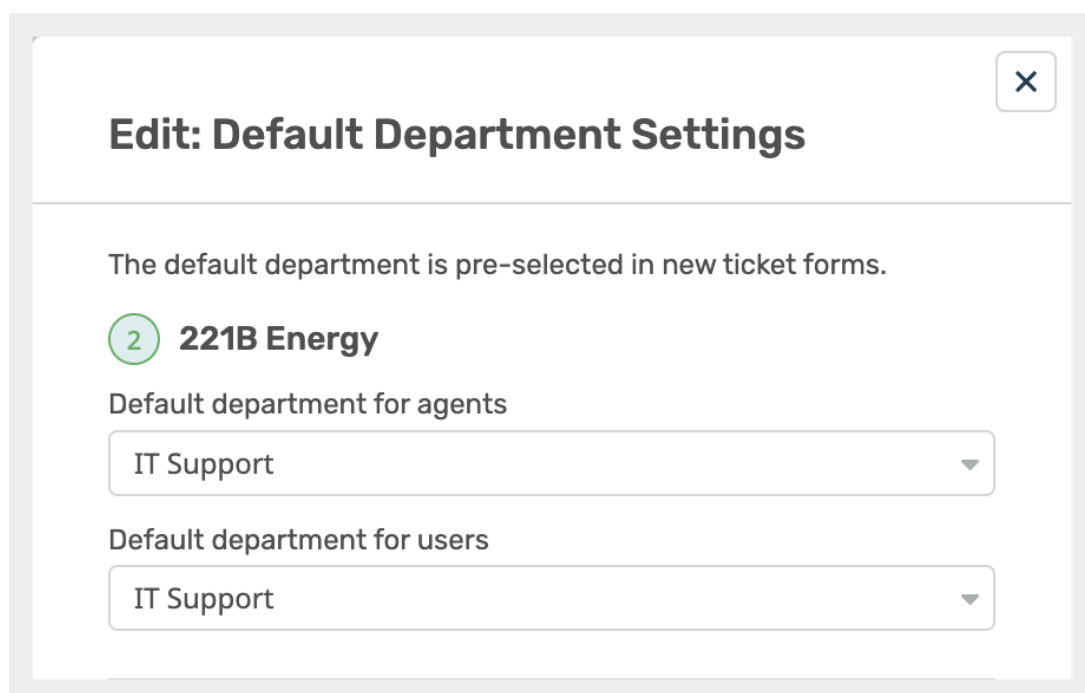 Edit: Default Department Settings
The default department is pre-selected in new ticket forms.
2 221B Energy
Default department for agents
IT Support
Default department for users
IT Support